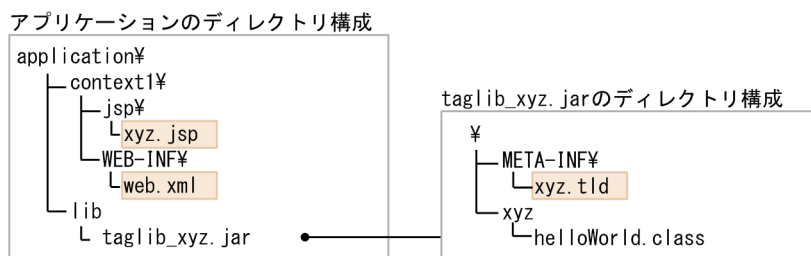 アプリケーションのディレクトリ構成
application¥
context1¥
jsp¥
xyz.jsp
WEB-INF¥
web.xml
lib
taglib_xyz.jar
taglib_xyz.jarのディレクトリ構成
¥
META-INF¥
xyz.tld
xyz
helloWorld.class